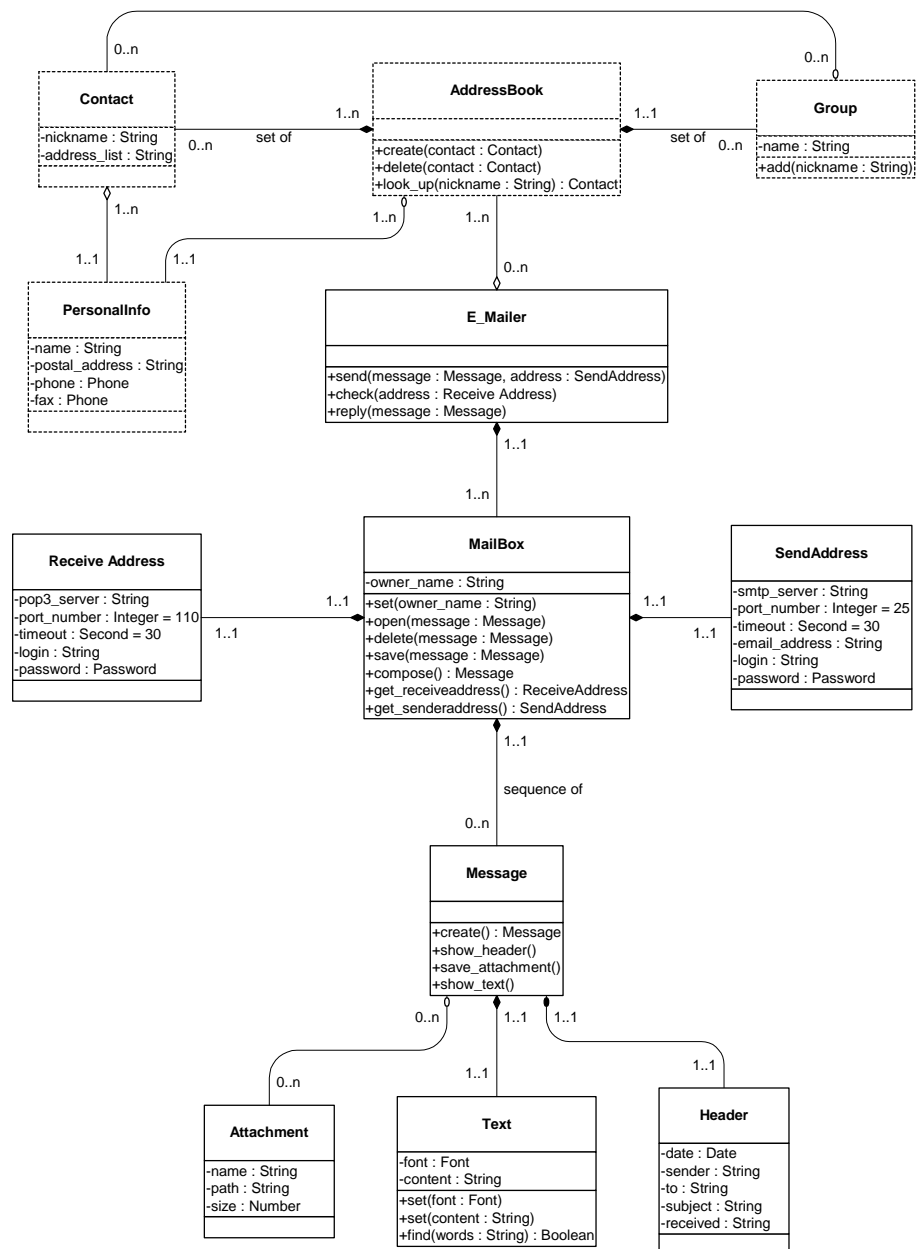 0..n
0..n
Contact
-nickname : String
-address_list : String
AddressBook
+create(contact : Contact)
+delete(contact : Contact)
+look_up(nickname : String) : Contact
Group
-name : String
+add(nickname : String)
1..n
0..n
set of
1..1
set of
0..n
1..n
1..n
1..n
1..1
1..1
0..n
PersonalInfo
-name : String
-postal_address : String
-phone : Phone
-fax : Phone
E_Mailer
+send(message : Message, address : SendAddress)
+check(address : Receive Address)
+reply(message : Message)
1..1
1..n
Receive Address
-pop3_server : String
-port_number : Integer = 110
-timeout : Second = 30
-login : String
-password : Password
1..1
1..1
MailBox
-owner_name : String
+set(owner_name : String)
+open(message : Message)
+delete(message : Message)
+save(message : Message)
+compose() : Message
+get_receiveaddress() : ReceiveAddress
+get_senderaddress() : SendAddress
1..1
1..1
SendAddress
-smtp_server : String
-port_number : Integer = 25
-timeout : Second = 30
-email_address : String
-login : String
-password : Password
1..1
sequence of
0..n
Message
+create() : Message
+show_header()
+save_attachment()
+show_text()
0..n
1..1
1..1
0..n
1..1
1..1
Attachment
-name : String
-path : String
-size : Number
Text
-font : Font
-content : String
+set(font : Font)
+set(content : String)
+find(words : String) : Boolean
Header
-date : Date
-sender : String
-to : String
-subject : String
-received : String